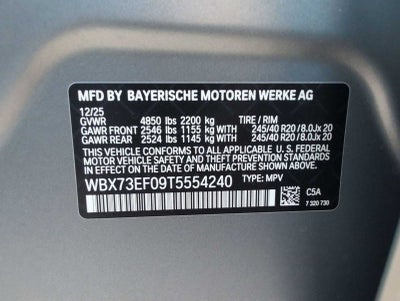 MFD BY BAYERISCHE MOTOREN WERKE AG
12/25
GVWR 4850 lbs 2200 kg TIRE / RIM
GAWR FRONT 2546 lbs 1155 kg WITH 245/40 R20 / 8.0Jx 20
GAWR REAR 2524 lbs 1145 kg WITH 245/40 R20 / 8.0Jx 20
THIS VEHICLE CONFORMS TO ALL APPLICABLE U.S. FEDERAL
MOTOR VEHICLE SAFETY, BUMPER, AND THEFT PREVENTION
STANDARDS IN EFFECT ON THE DATE OF MANUFACTURE SHOWN ABOVE.
WBX73EF09T5554240 TYPE: MPV
C5A
7 320 730